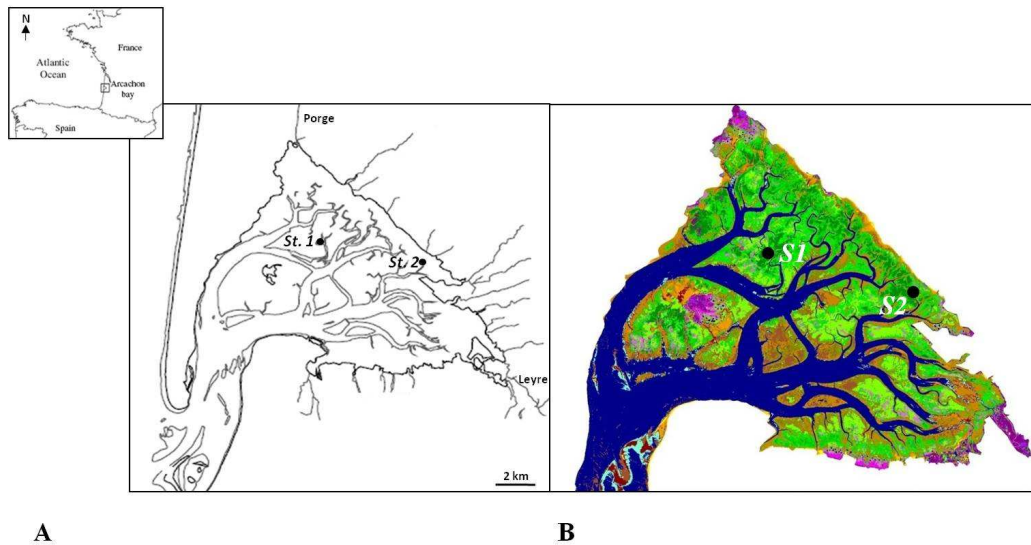 N
France
Atlantic
Ocean
Arcachon
bay
Spain
Porge
St. 1
St. 2
Leyre
2 km
S1
S2
A
B